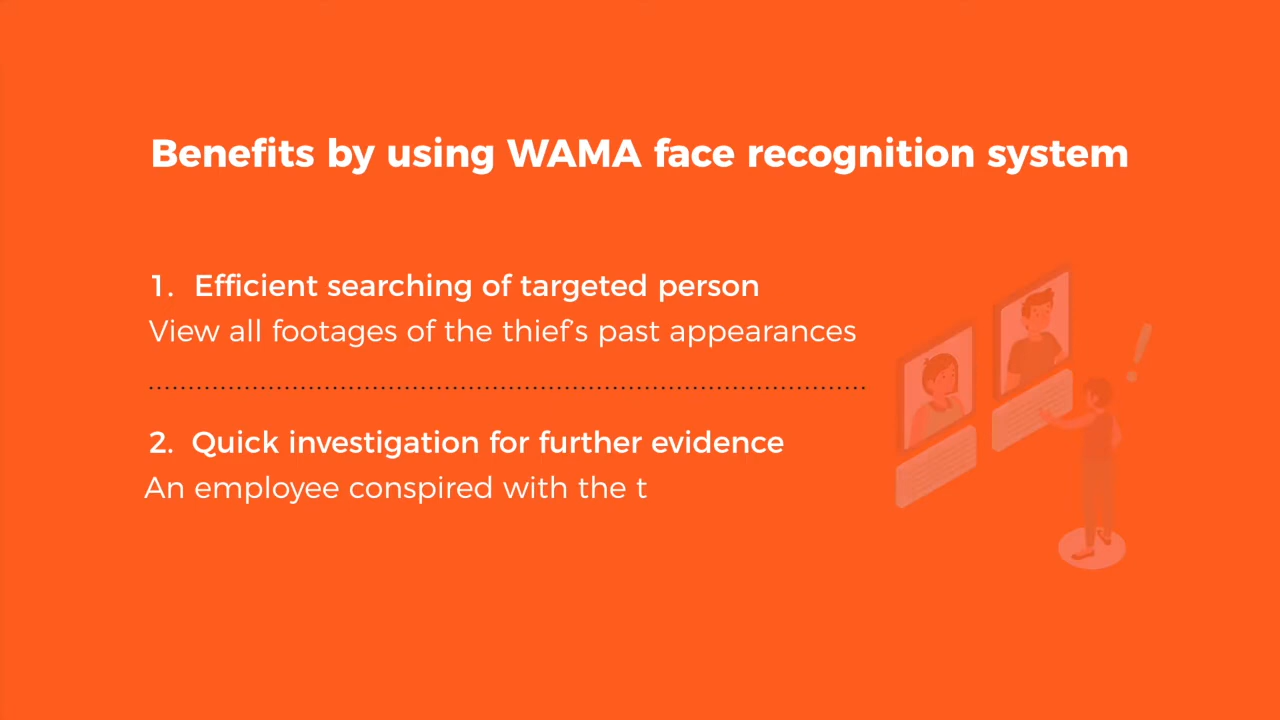 Benefits by using WAMA face recognition system
1. Efficient searching of targeted person
View all footages of the thief's past appearances
2. Quick investigation for further evidence
An employee conspired with the t